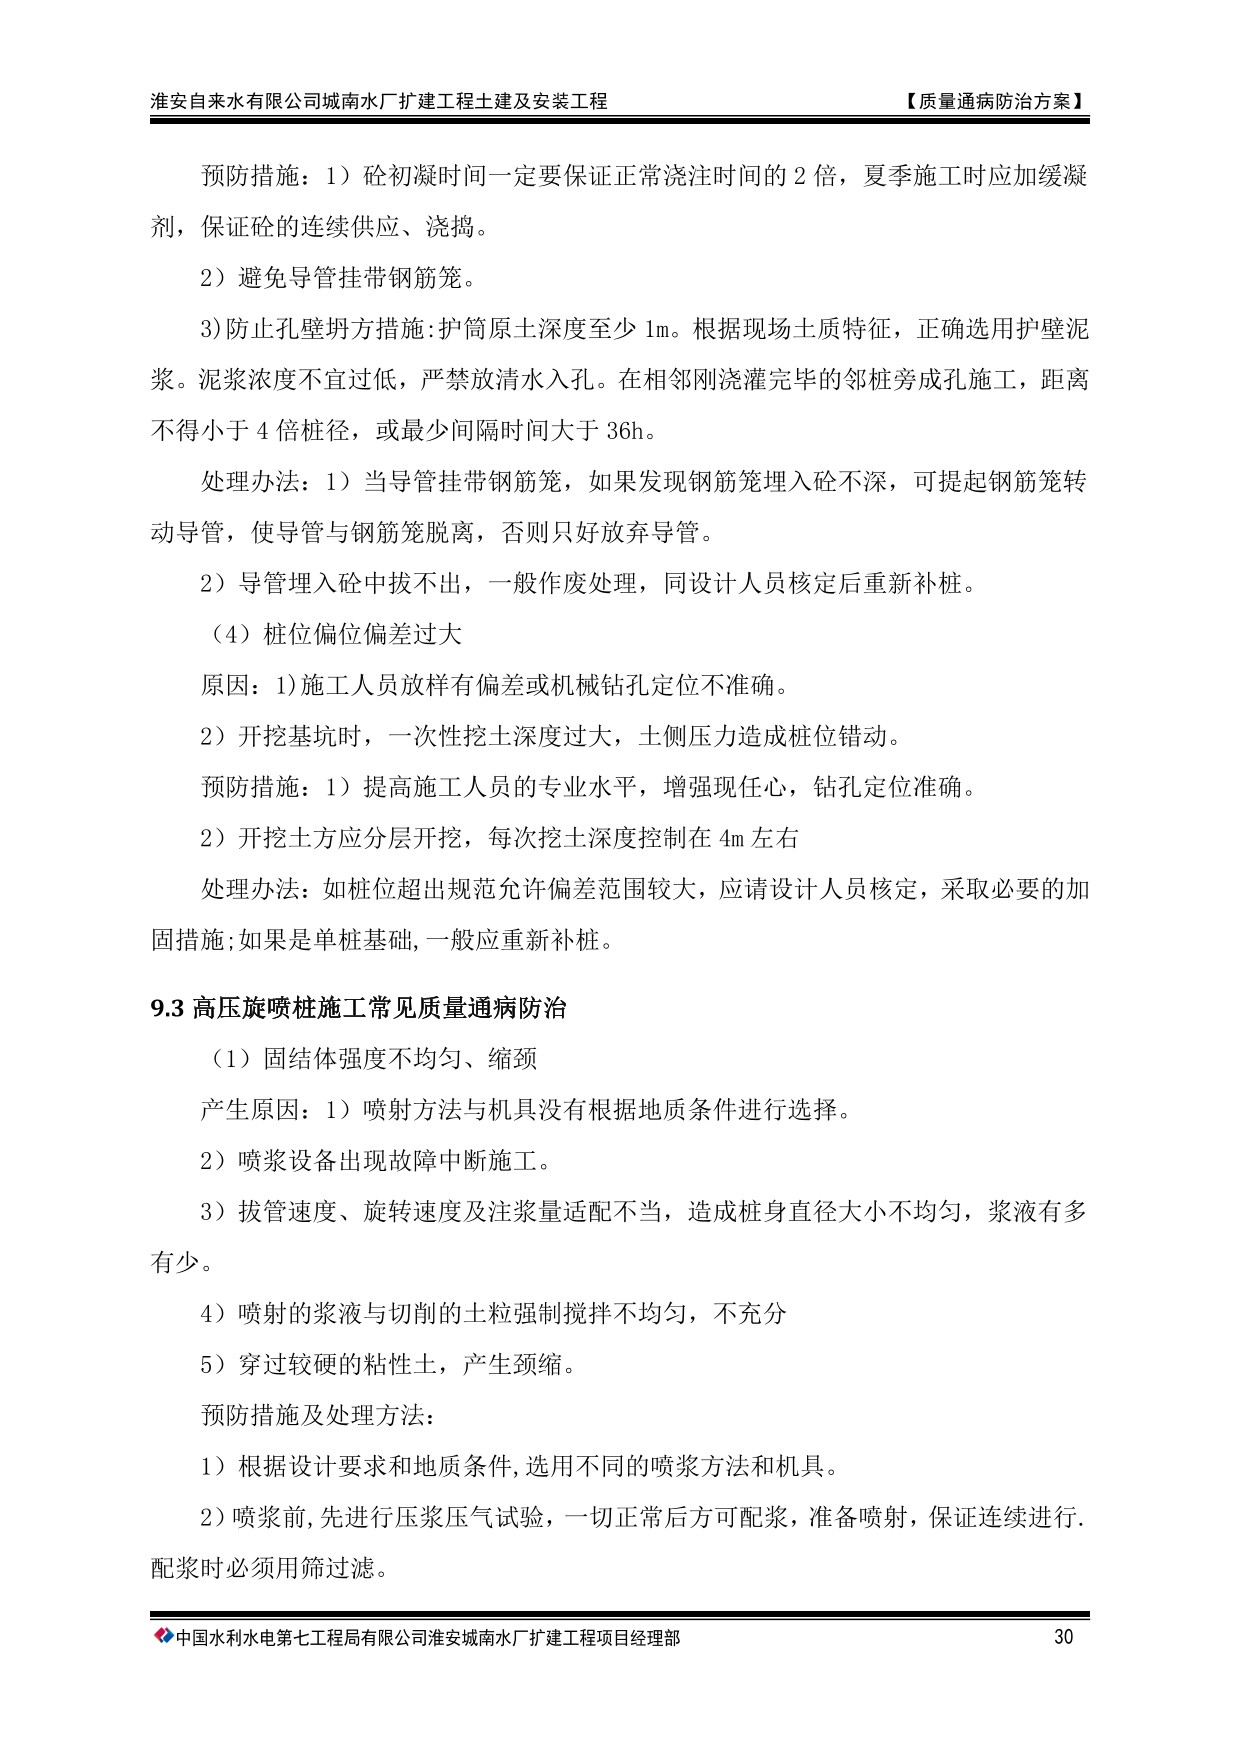 淮安自来水有限公司城南水厂扩建工程土建及安装工程 【质量通病防治方案】
预防措施：1）砼初凝时间一定要保证正常浇注时间的 2 倍，夏季施工时应加缓凝
剂，保证砼的连续供应、浇捣。
2）避免导管挂带钢筋笼。
3)防止孔壁坍方措施:护筒原土深度至少 1m。根据现场土质特征，正确选用护壁泥
浆。泥浆浓度不宜过低，严禁放清水入孔。在相邻刚浇灌完毕的邻桩旁成孔施工，距离
不得小于 4 倍桩径，或最少间隔时间大于 36h。
处理办法：1）当导管挂带钢筋笼，如果发现钢筋笼埋入砼不深，可提起钢筋笼转
动导管，使导管与钢筋笼脱离，否则只好放弃导管。
2）导管埋入砼中拔不出，一般作废处理，同设计人员核定后重新补桩。
（4）桩位偏位偏差过大
原因：1)施工人员放样有偏差或机械钻孔定位不准确。
2）开挖基坑时，一次性挖土深度过大，土侧压力造成桩位错动。
预防措施：1）提高施工人员的专业水平，增强现任心，钻孔定位准确。
2）开挖土方应分层开挖，每次挖土深度控制在 4m 左右
处理办法：如桩位超出规范允许偏差范围较大，应请设计人员核定，采取必要的加
固措施;如果是单桩基础,一般应重新补桩。
9.3 高压旋喷桩施工常见质量通病防治
（1）固结体强度不均匀、缩颈
产生原因：1）喷射方法与机具没有根据地质条件进行选择。
2）喷浆设备出现故障中断施工。
3）拔管速度、旋转速度及注浆量适配不当，造成桩身直径大小不均匀，浆液有多
有少。
4）喷射的浆液与切削的土粒强制搅拌不均匀，不充分
5）穿过较硬的粘性土，产生颈缩。
预防措施及处理方法：
1）根据设计要求和地质条件,选用不同的喷浆方法和机具。
2）喷浆前,先进行压浆压气试验，一切正常后方可配浆，准备喷射，保证连续进行.
配浆时必须用筛过滤。
中国水利水电第七工程局有限公司淮安城南水厂扩建工程项目经理部 30